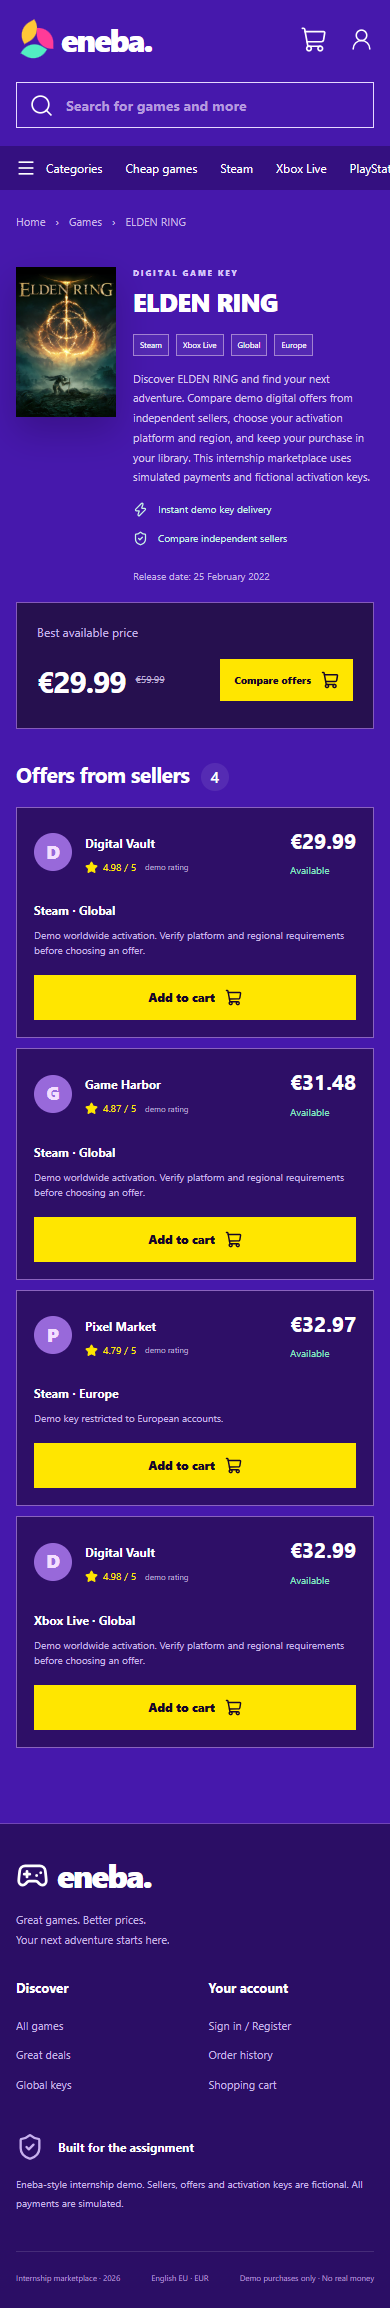 eneba.
Search for games and more
Categories Cheap games Steam Xbox Live PlayStat
Home › Games › ELDEN RING
ELDEN RING
DIGITAL GAME KEY
ELDEN RING
Steam Xbox Live Global Europe
Discover ELDEN RING and find your next
adventure. Compare demo digital offers from
independent sellers, choose your activation
platform and region, and keep your purchase in
your library. This internship marketplace uses
simulated payments and fictional activation keys.
Instant demo key delivery
Compare independent sellers
Release date: 25 February 2022
Best available price
€29.99 €59.99 Compare offers
Offers from sellers 4
D Digital Vault €29.99
4.98 / 5 demo rating Available
Steam · Global
Demo worldwide activation. Verify platform and regional requirements
before choosing an offer.
Add to cart
G Game Harbor €31.48
4.87 / 5 demo rating Available
Steam · Global
Demo worldwide activation. Verify platform and regional requirements
before choosing an offer.
Add to cart
P Pixel Market €32.97
4.79 / 5 demo rating Available
Steam · Europe
Demo key restricted to European accounts.
Add to cart
D Digital Vault €32.99
4.98 / 5 demo rating Available
Xbox Live · Global
Demo worldwide activation. Verify platform and regional requirements
before choosing an offer.
Add to cart
eneba.
Great games. Better prices.
Your next adventure starts here.
Discover Your account
All games Sign in / Register
Great deals Order history
Global keys Shopping cart
Built for the assignment
Eneba-style internship demo. Sellers, offers and activation keys are fictional. All
payments are simulated.
Internship marketplace · 2026 English EU · EUR Demo purchases only · No real money